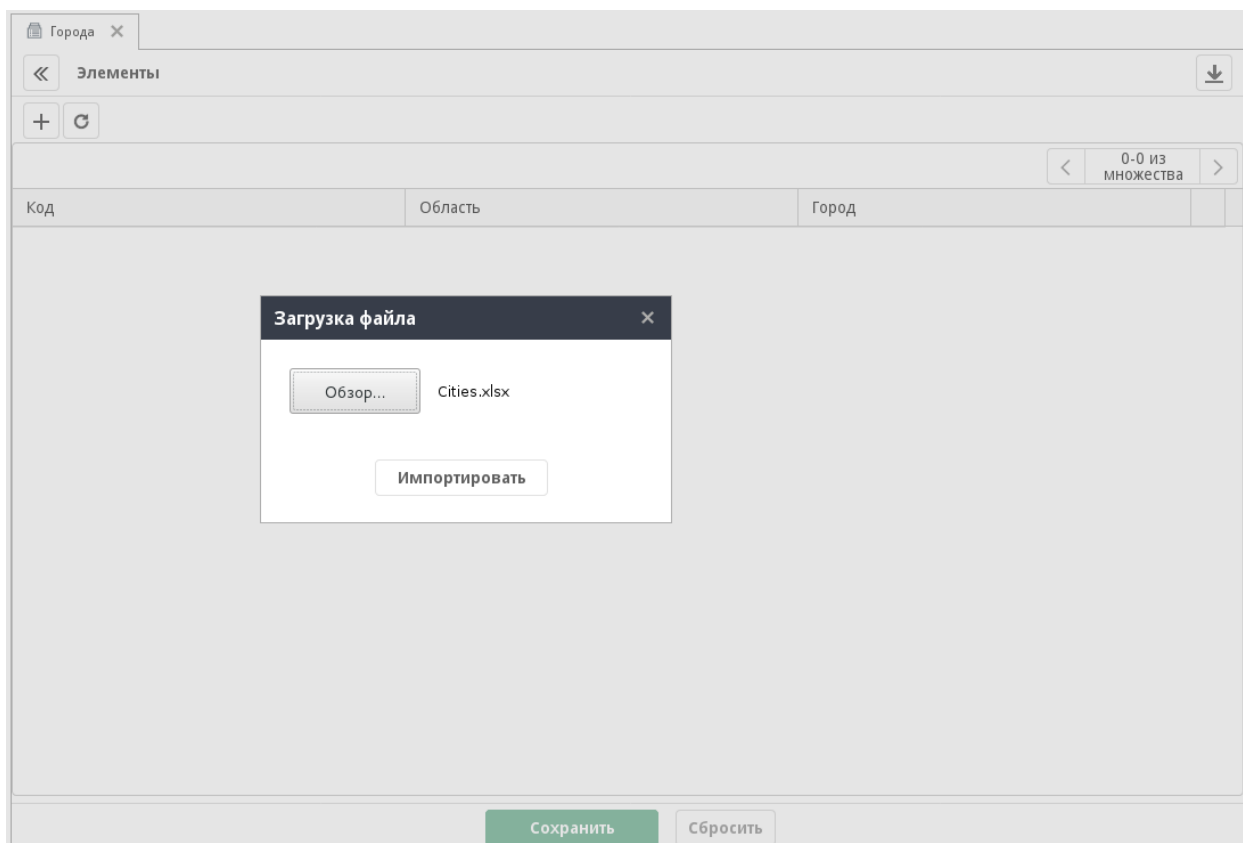 Города
Элементы
0-0 из
множества
Код Область Город
Загрузка файла
Обзор... Cities.xlsx
Импортировать
Сохранить Сбросить